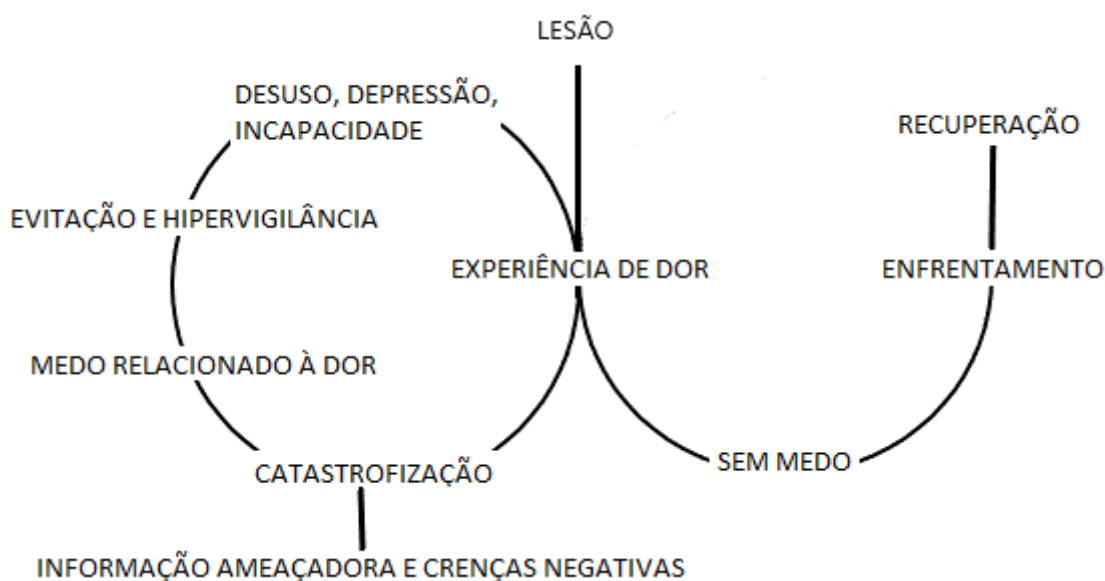 LESÃO
DESUSO, DEPRESSÃO,
INCAPACIDADE
RECUPERAÇÃO
EVITAÇÃO E HIPERVIGILÂNCIA
EXPERIÊNCIA DE DOR
ENFRENTAMENTO
MEDO RELACIONADO À DOR
CATASTROFIZAÇÃO
SEM MEDO
INFORMAÇÃO AMEAÇADORA E CRENÇAS NEGATIVAS